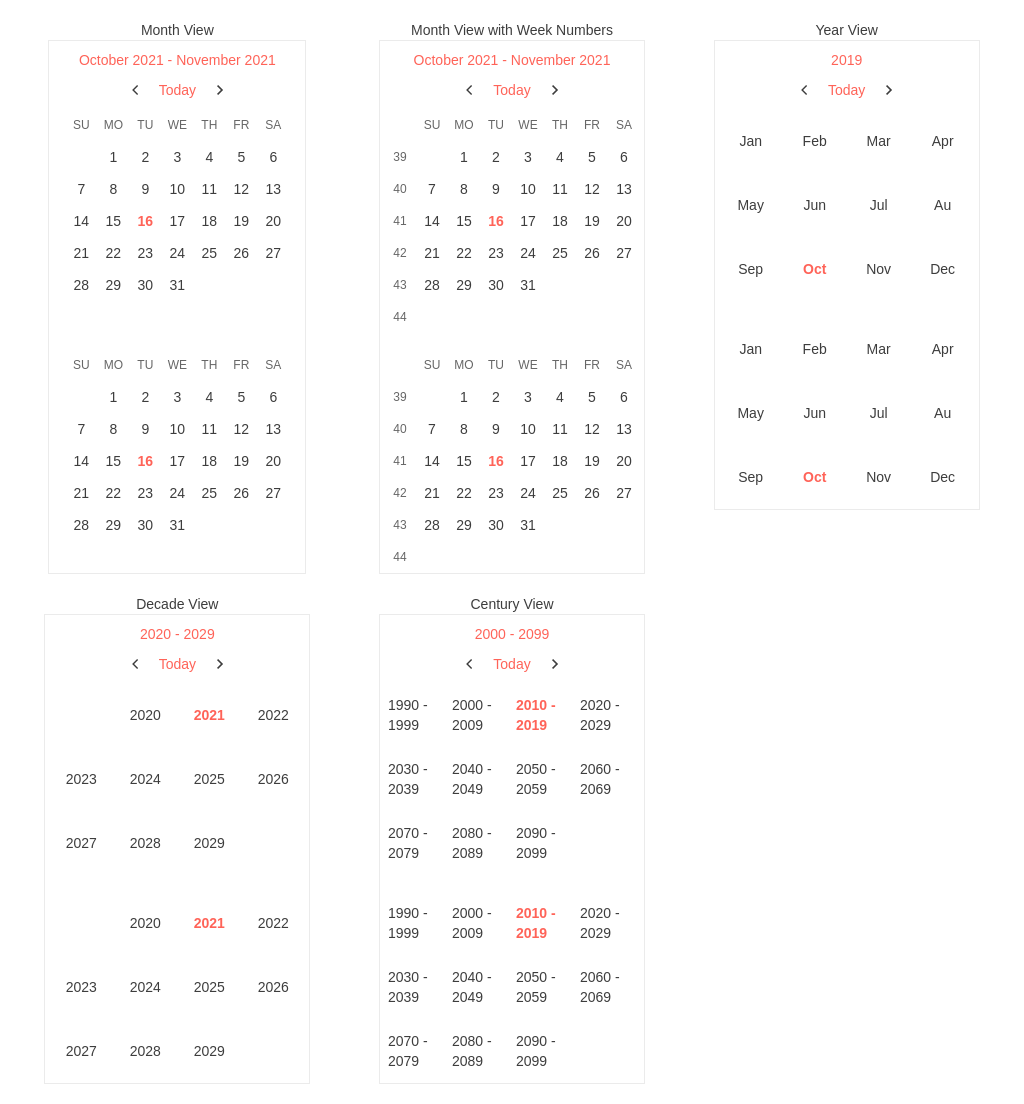 Month View
October 2021 - November 2021
Today
SU MO TU WE TH FR SA
1 2 3 4 5 6
7 8 9 10 11 12 13
14 15 16 17 18 19 20
21 22 23 24 25 26 27
28 29 30 31
SU MO TU WE TH FR SA
1 2 3 4 5 6
7 8 9 10 11 12 13
14 15 16 17 18 19 20
21 22 23 24 25 26 27
28 29 30 31
Month View with Week Numbers
October 2021 - November 2021
Today
SU MO TU WE TH FR SA
39 1 2 3 4 5 6
40 7 8 9 10 11 12 13
41 14 15 16 17 18 19 20
42 21 22 23 24 25 26 27
43 28 29 30 31
44
SU MO TU WE TH FR SA
39 1 2 3 4 5 6
40 7 8 9 10 11 12 13
41 14 15 16 17 18 19 20
42 21 22 23 24 25 26 27
43 28 29 30 31
44
Year View
2019
Today
Jan Feb Mar Apr
May Jun Jul Au
Sep Oct Nov Dec
Jan Feb Mar Apr
May Jun Jul Au
Sep Oct Nov Dec
Decade View
2020 - 2029
Today
2020 2021 2022
2023 2024 2025 2026
2027 2028 2029
2020 2021 2022
2023 2024 2025 2026
2027 2028 2029
Century View
2000 - 2099
Today
1990 - 2000 - 2010 - 2020 -
1999 2009 2019 2029
2030 - 2040 - 2050 - 2060 -
2039 2049 2059 2069
2070 - 2080 - 2090 -
2079 2089 2099
1990 - 2000 - 2010 - 2020 -
1999 2009 2019 2029
2030 - 2040 - 2050 - 2060 -
2039 2049 2059 2069
2070 - 2080 - 2090 -
2079 2089 2099